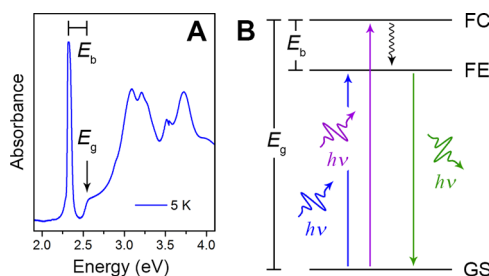 A
E_b
E_g
5 K
Absorbance
2.0 2.5 3.0 3.5 4.0
Energy (eV)
B
FC
E_b
FE
E_g
hν
hν
hν
GS